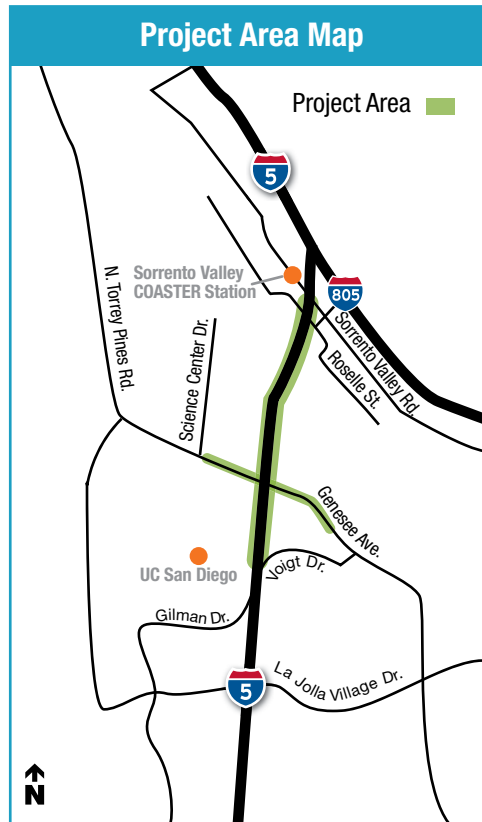 Project Area Map
Project Area
5
Sorrento Valley
COASTER Station
805
N. Torrey Pines Rd.
Science Center Dr.
Sorrento Valley Rd.
Roselle St.
Genesee Ave.
UC San Diego
Voigt Dr.
Gilman Dr.
La Jolla Village Dr.
5
N